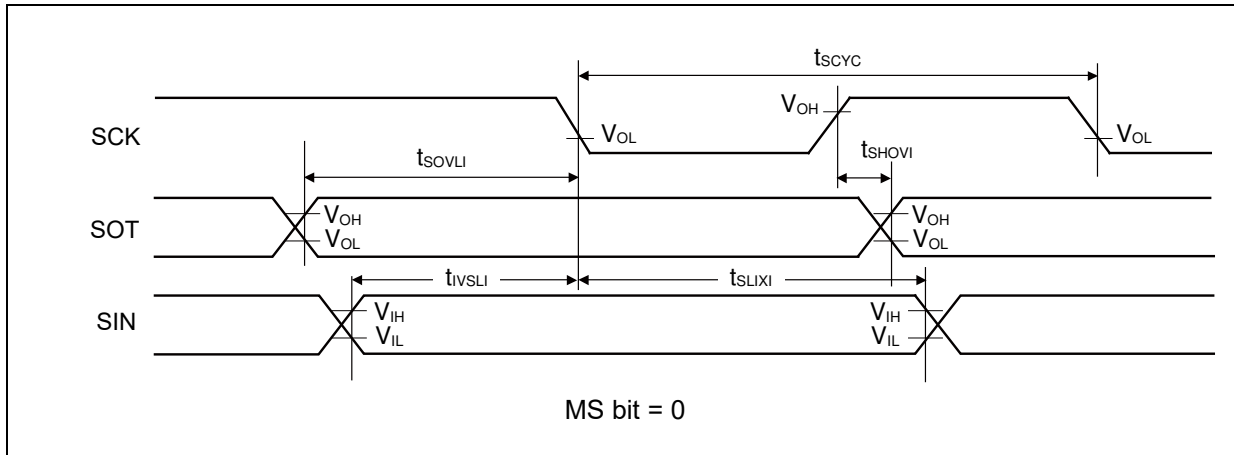 tSCYC
VOH
SCK
VOL
VOL
tSOVLI
tSHOVI
SOT
VOH
VOL
VOH
VOL
tIVSLI
tSLIXI
SIN
VIH
VIL
VIH
VIL
MS bit = 0